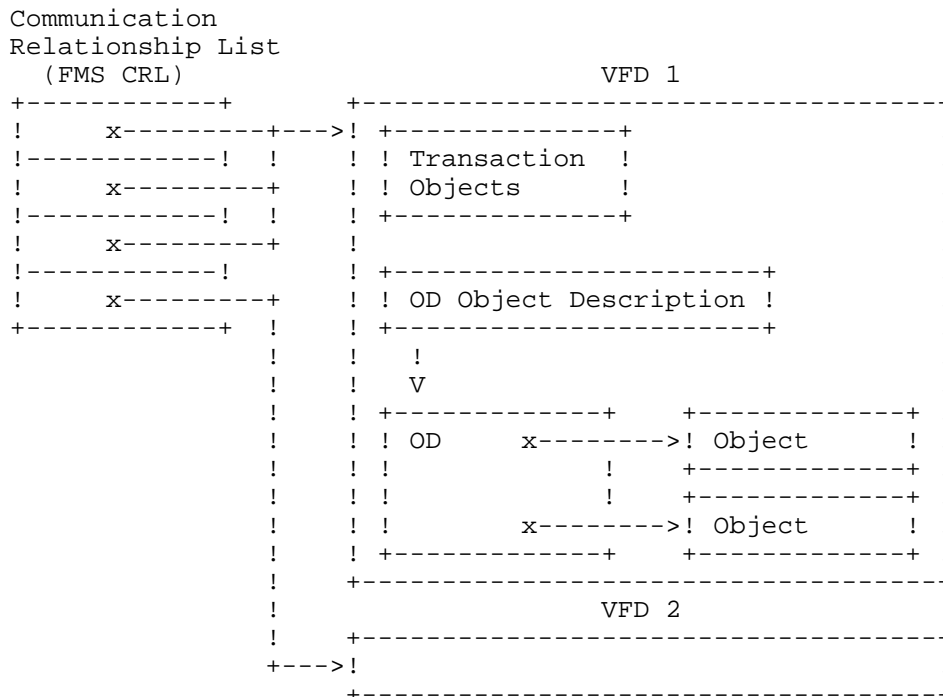 Communication
Relationship List
(FMS CRL)
VFD 1
x
Transaction
x
Objects
x
OD Object Description
x
OD x Object
x Object
VFD 2